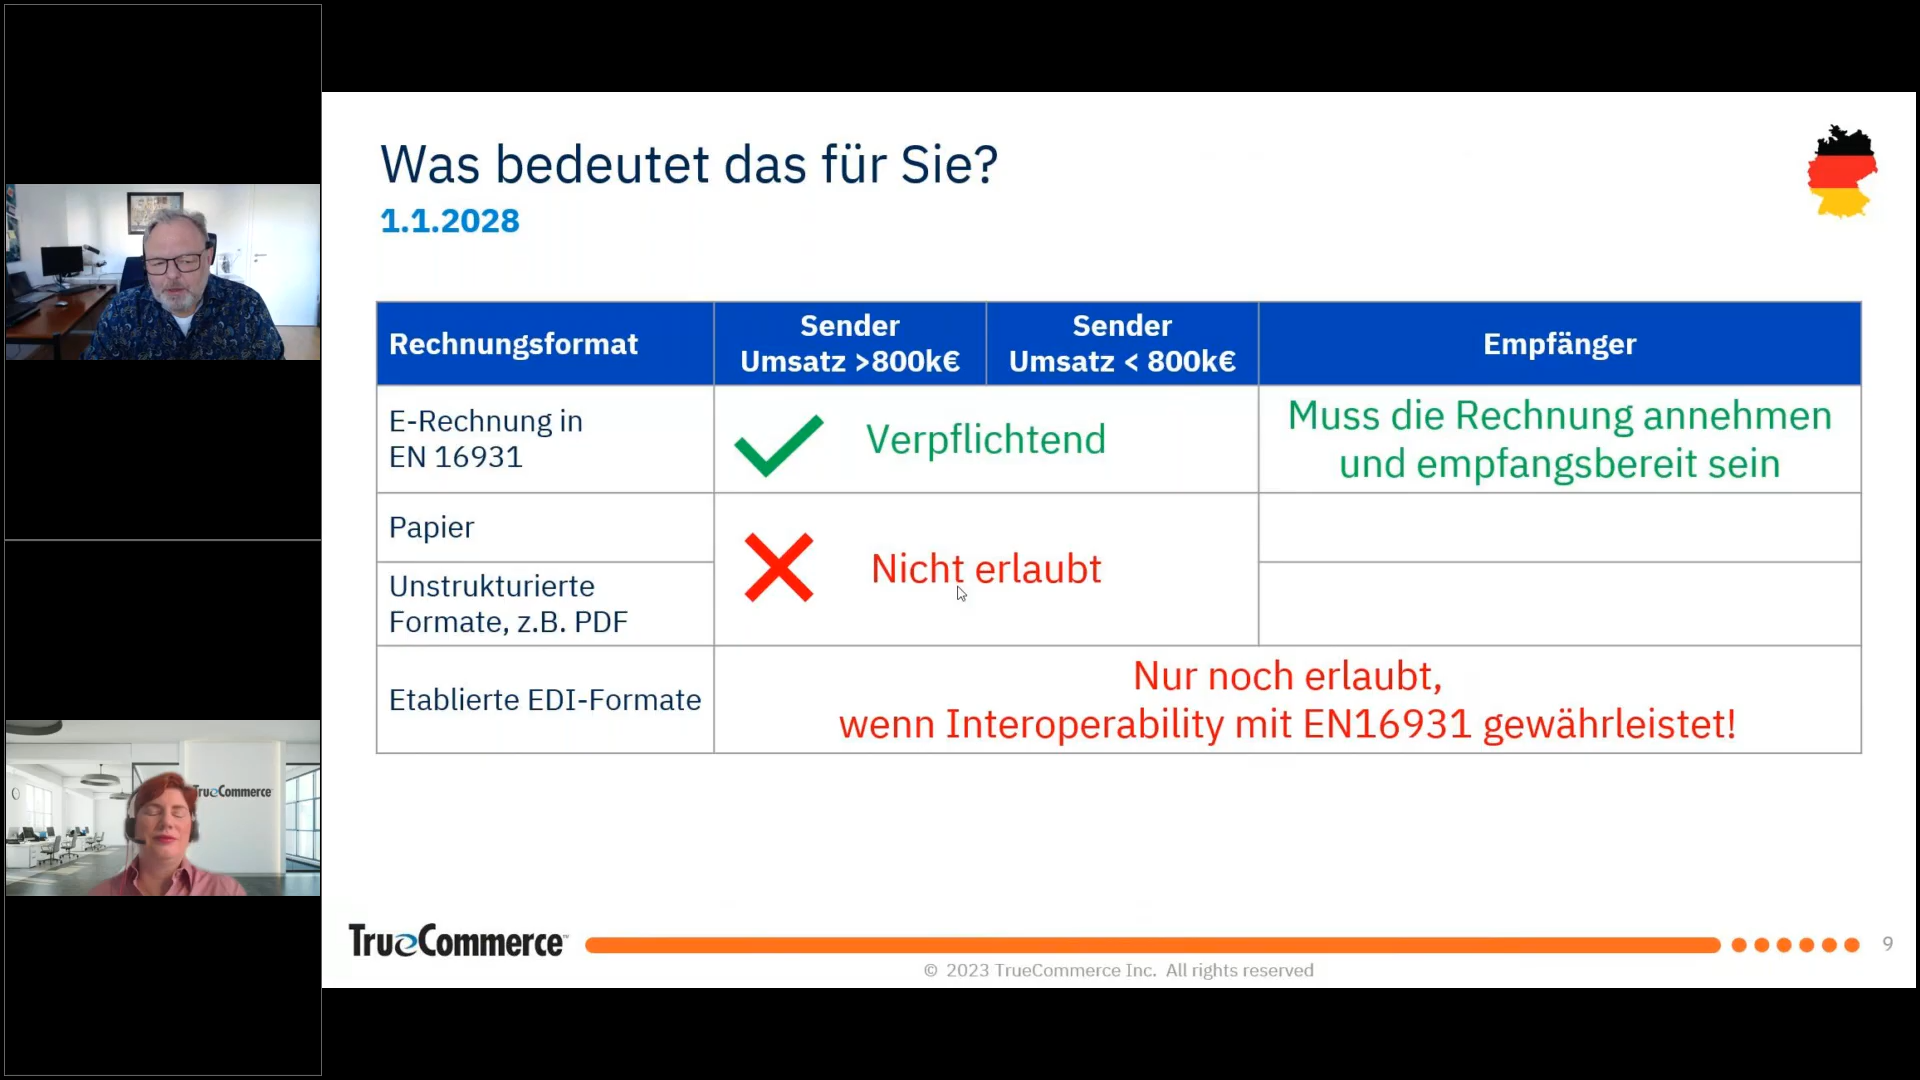 Was bedeutet das für Sie?
1.1.2028
Rechnungsformat
Sender
Umsatz >800k€
Sender
Umsatz < 800k€
Empfänger
E-Rechnung in
EN 16931
Verpflichtend
Muss die Rechnung annehmen
und empfangsbereit sein
Papier
Nicht erlaubt
Unstrukturierte
Formate, z.B. PDF
Etablierte EDI-Formate
Nur noch erlaubt,
wenn Interoperability mit EN16931 gewährleistet!
TrueCommerce
TrueCommerce™
9
© 2023 TrueCommerce Inc. All rights reserved